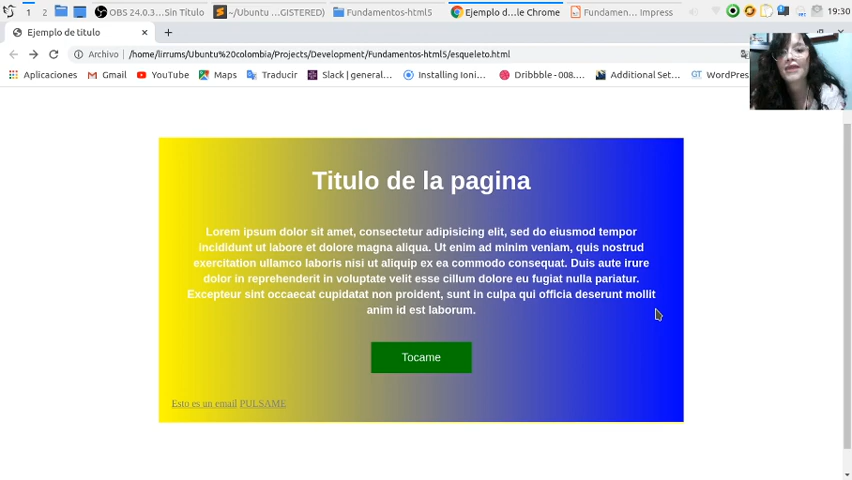 1 2 OBS 24.0.3...Sin Título ~/Ubuntu (UNREGISTERED) Fundamentos-html5 Ejemplo d...le Chrome Fundamen... Impress 19:30
Ejemplo de titulo
Archivo /home/lirrums/Ubuntu%20colombia/Projects/Development/Fundamentos-html5/esqueleto.html
Aplicaciones Gmail YouTube Maps Traducir Slack | general... Installing Ioni... Dribbble - 008.... Additional Set... WordPress
Titulo de la pagina
Lorem ipsum dolor sit amet, consectetur adipisicing elit, sed do eiusmod tempor
incididunt ut labore et dolore magna aliqua. Ut enim ad minim veniam, quis nostrud
exercitation ullamco laboris nisi ut aliquip ex ea commodo consequat. Duis aute irure
dolor in reprehenderit in voluptate velit esse cillum dolore eu fugiat nulla pariatur.
Excepteur sint occaecat cupidatat non proident, sunt in culpa qui officia deserunt mollit
anim id est laborum.
Tocame
Esto es un email PULSAME